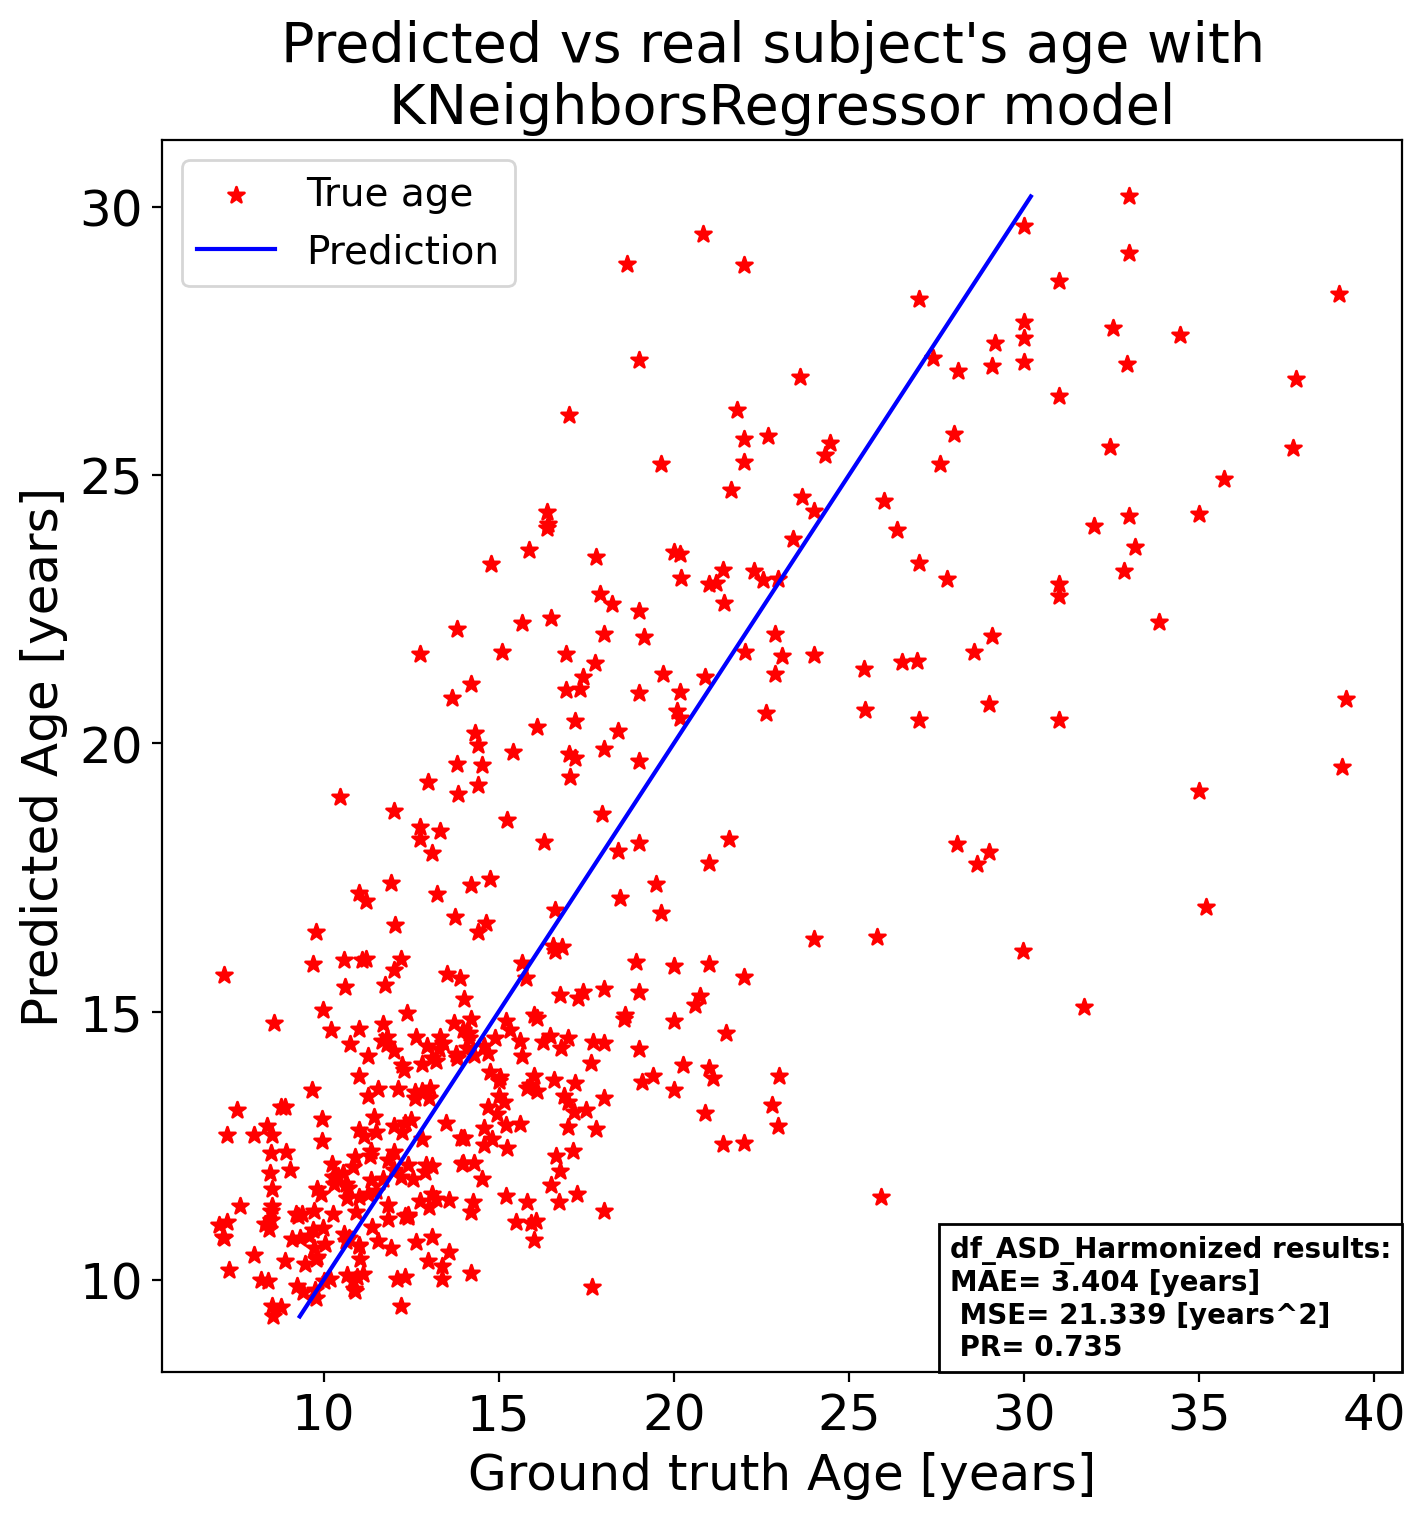 Predicted vs real subject's age with
KNeighborsRegressor model
True age
Prediction
Predicted Age [years]
30
25
20
15
10
df_ASD_Harmonized results:
MAE= 3.404 [years]
MSE= 21.339 [years^2]
PR= 0.735
10 15 20 25 30 35 40
Ground truth Age [years]